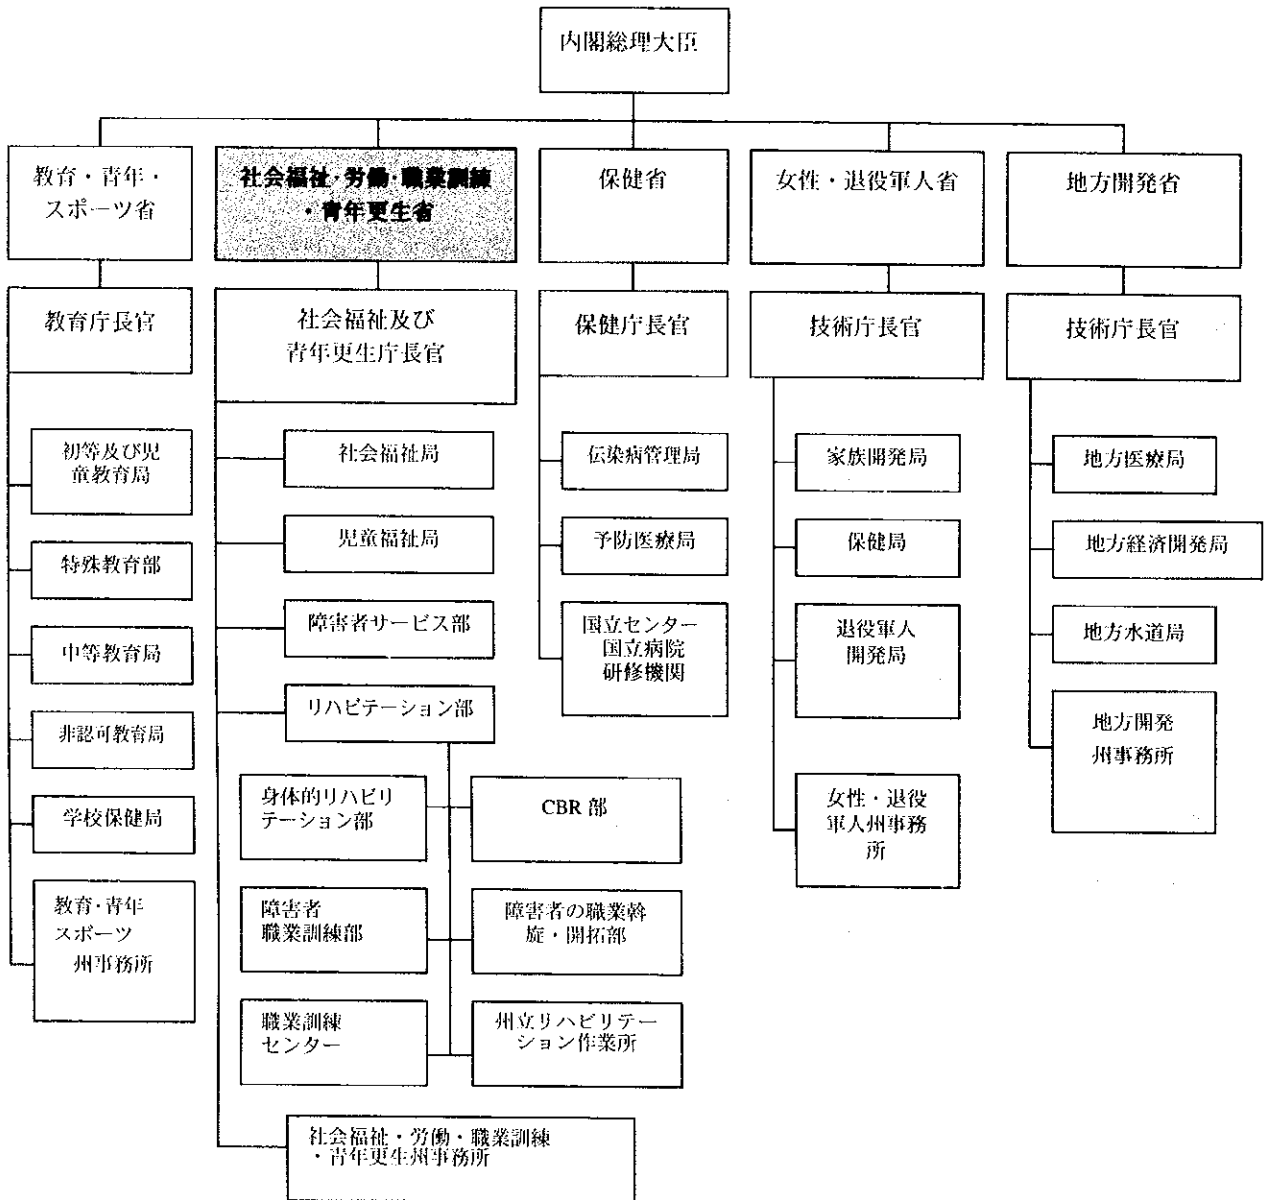 内閣総理大臣
教育・青年・
スポーツ省
社会福祉・労働・職業訓練
・青年更生省
保健省
女性・退役軍人省
地方開発省
教育庁長官
社会福祉及び
青年更生庁長官
保健庁長官
技術庁長官
技術庁長官
初等及び児
童教育局
特殊教育部
中等教育局
非認可教育局
学校保健局
教育・青年
スポーツ
州事務所
社会福祉局
児童福祉局
障害者サービス部
リハビテーション部
身体的リハビリ
テーション部
CBR 部
障害者
職業訓練部
障害者の職業斡
旋・開拓部
職業訓練
センター
州立リハビリテー
ション作業所
社会福祉・労働・職業訓練
・青年更生州事務所
伝染病管理局
予防医療局
国立センター
国立病院
研修機関
家族開発局
保健局
退役軍人
開発局
女性・退役
軍人州事務
所
地方医療局
地方経済開発局
地方水道局
地方開発
州事務所